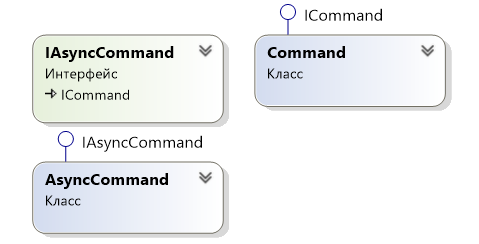 ICommand
IAsyncCommand
Интерфейс
ICommand
Command
Класс
IAsyncCommand
AsyncCommand
Класс